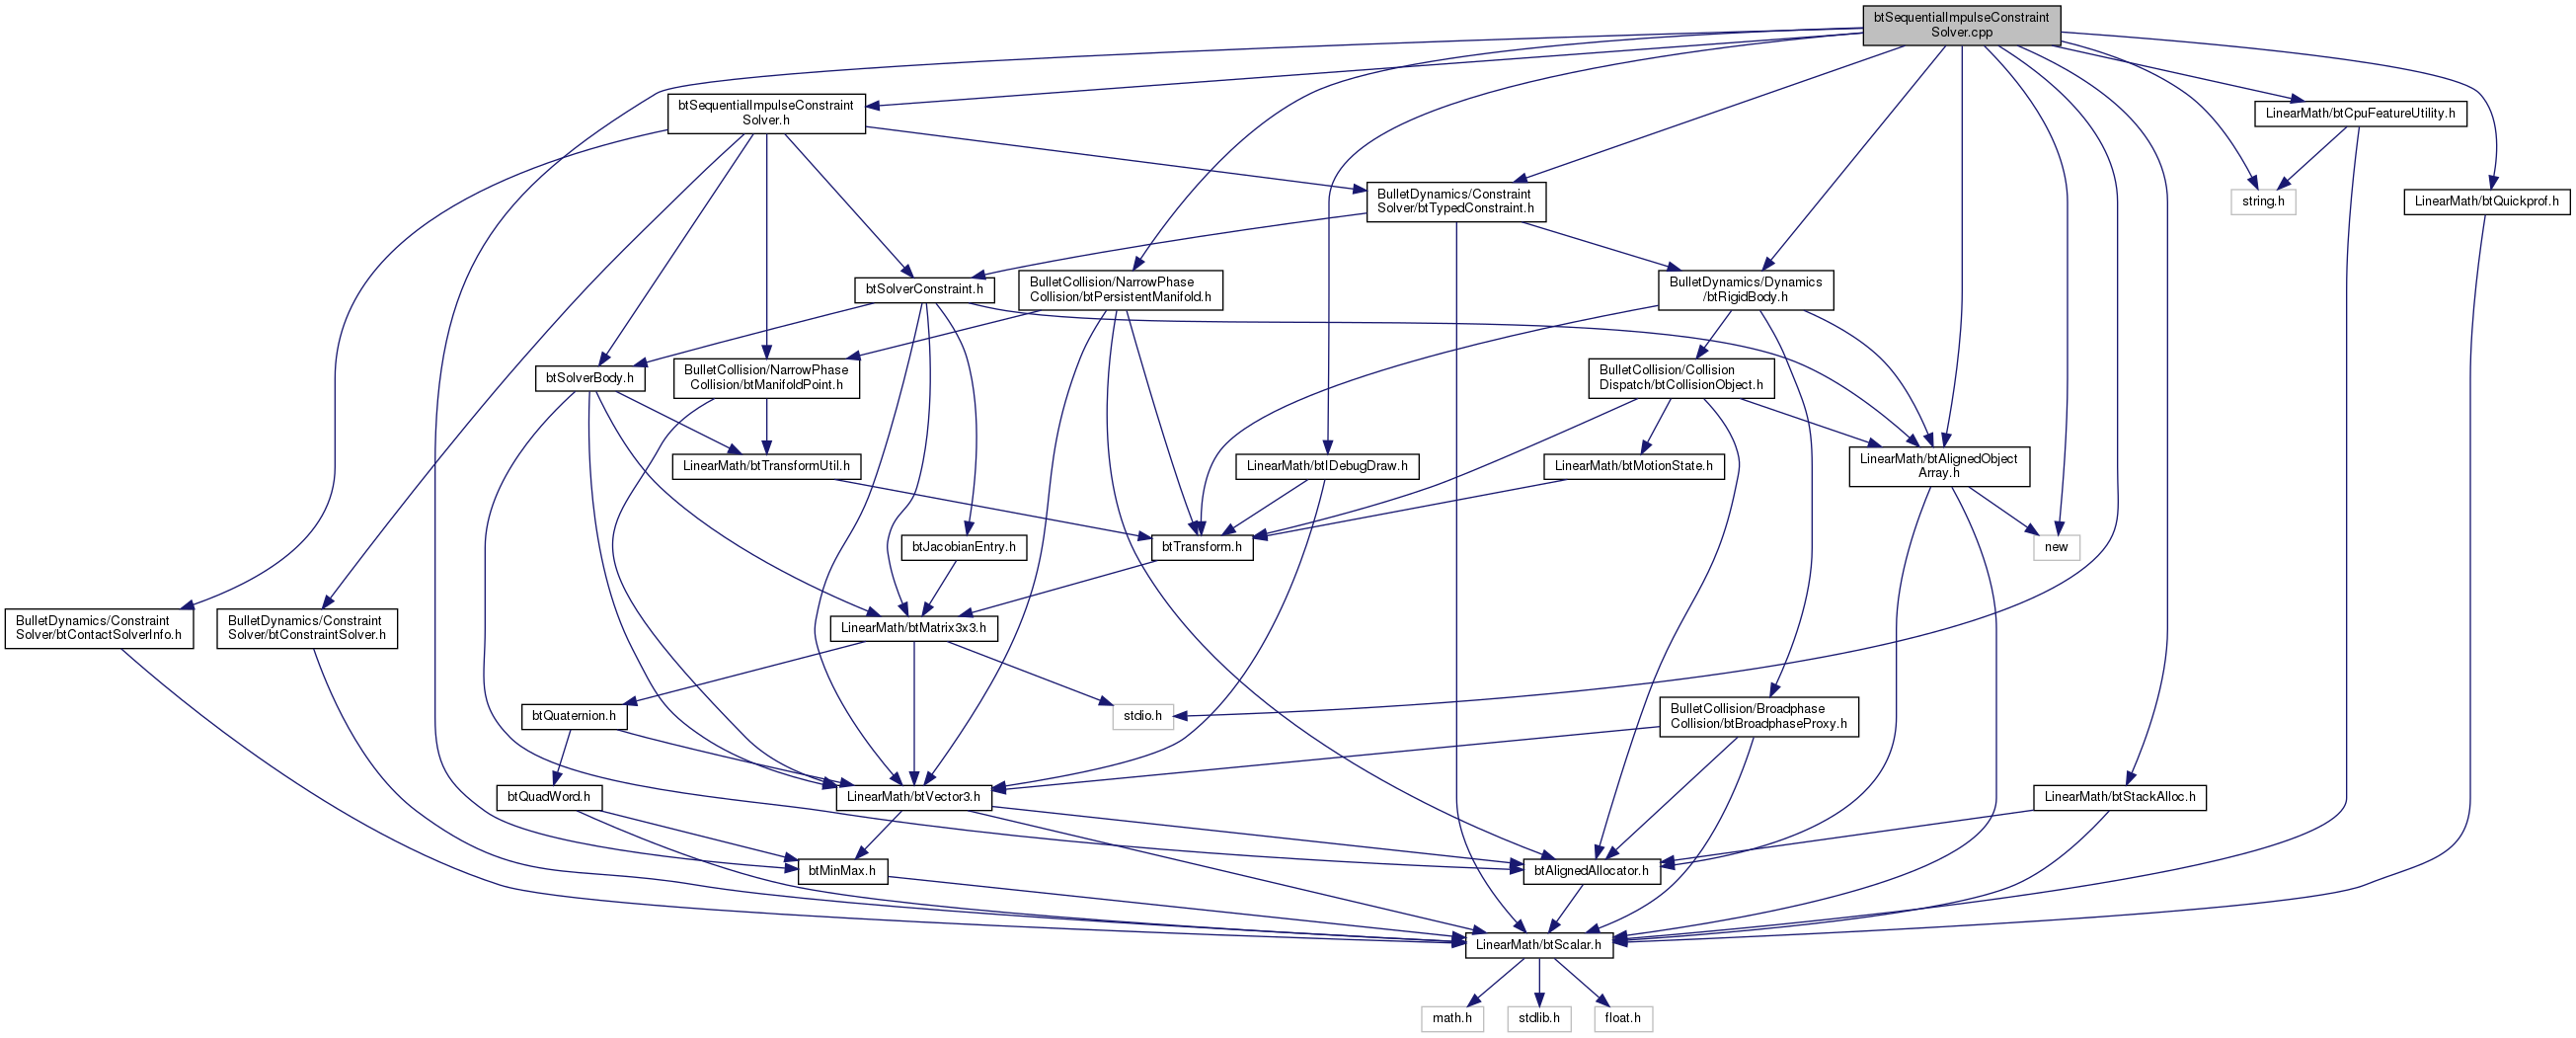 btSequentialImpulseConstraint
Solver.cpp
btSequentialImpulseConstraint
Solver.h
LinearMath/btCpuFeatureUtility.h
BulletDynamics/Constraint
Solver/btTypedConstraint.h
string.h
LinearMath/btQuickprof.h
btSolverConstraint.h
BulletCollision/NarrowPhase
Collision/btPersistentManifold.h
BulletDynamics/Dynamics
/btRigidBody.h
btSolverBody.h
BulletCollision/NarrowPhase
Collision/btManifoldPoint.h
BulletCollision/Collision
Dispatch/btCollisionObject.h
LinearMath/btTransformUtil.h
LinearMath/btIDebugDraw.h
LinearMath/btMotionState.h
LinearMath/btAlignedObject
Array.h
btJacobianEntry.h
btTransform.h
new
BulletDynamics/Constraint
Solver/btContactSolverInfo.h
BulletDynamics/Constraint
Solver/btConstraintSolver.h
LinearMath/btMatrix3x3.h
btQuaternion.h
stdio.h
BulletCollision/Broadphase
Collision/btBroadphaseProxy.h
btQuadWord.h
LinearMath/btVector3.h
LinearMath/btStackAlloc.h
btMinMax.h
btAlignedAllocator.h
LinearMath/btScalar.h
math.h
stdlib.h
float.h